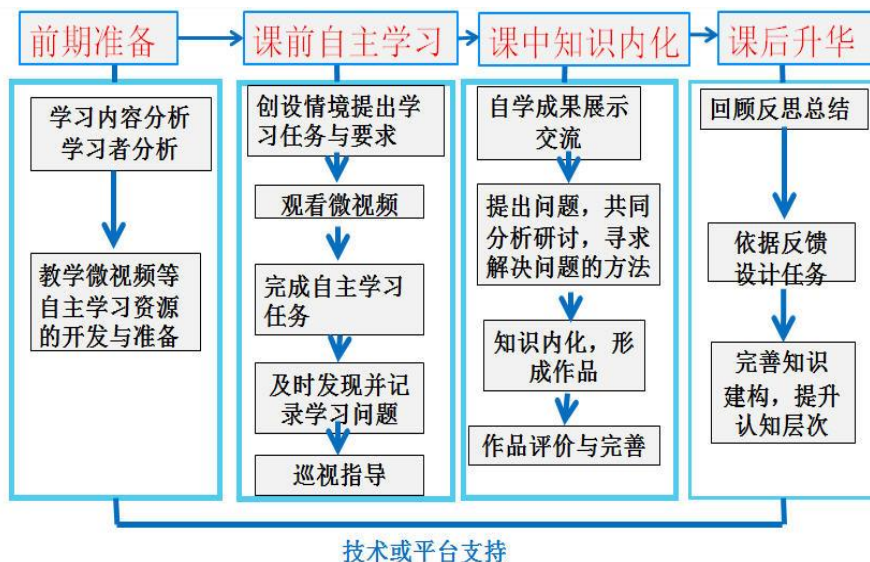 前期准备
课前自主学习
课中知识内化
课后升华
学习内容分析
学习者分析
教学微视频等
自主学习资源
的开发与准备
创设情境提出学
习任务与要求
观看微视频
完成自主学习
任务
及时发现并记
录学习问题
巡视指导
自学成果展示
交流
提出问题，共同
分析研讨，寻求
解决问题的方法
知识内化，形
成作品
作品评价与完善
回顾反思总结
依据反馈
设计任务
完善知识
建构，提升
认知层次
技术或平台支持